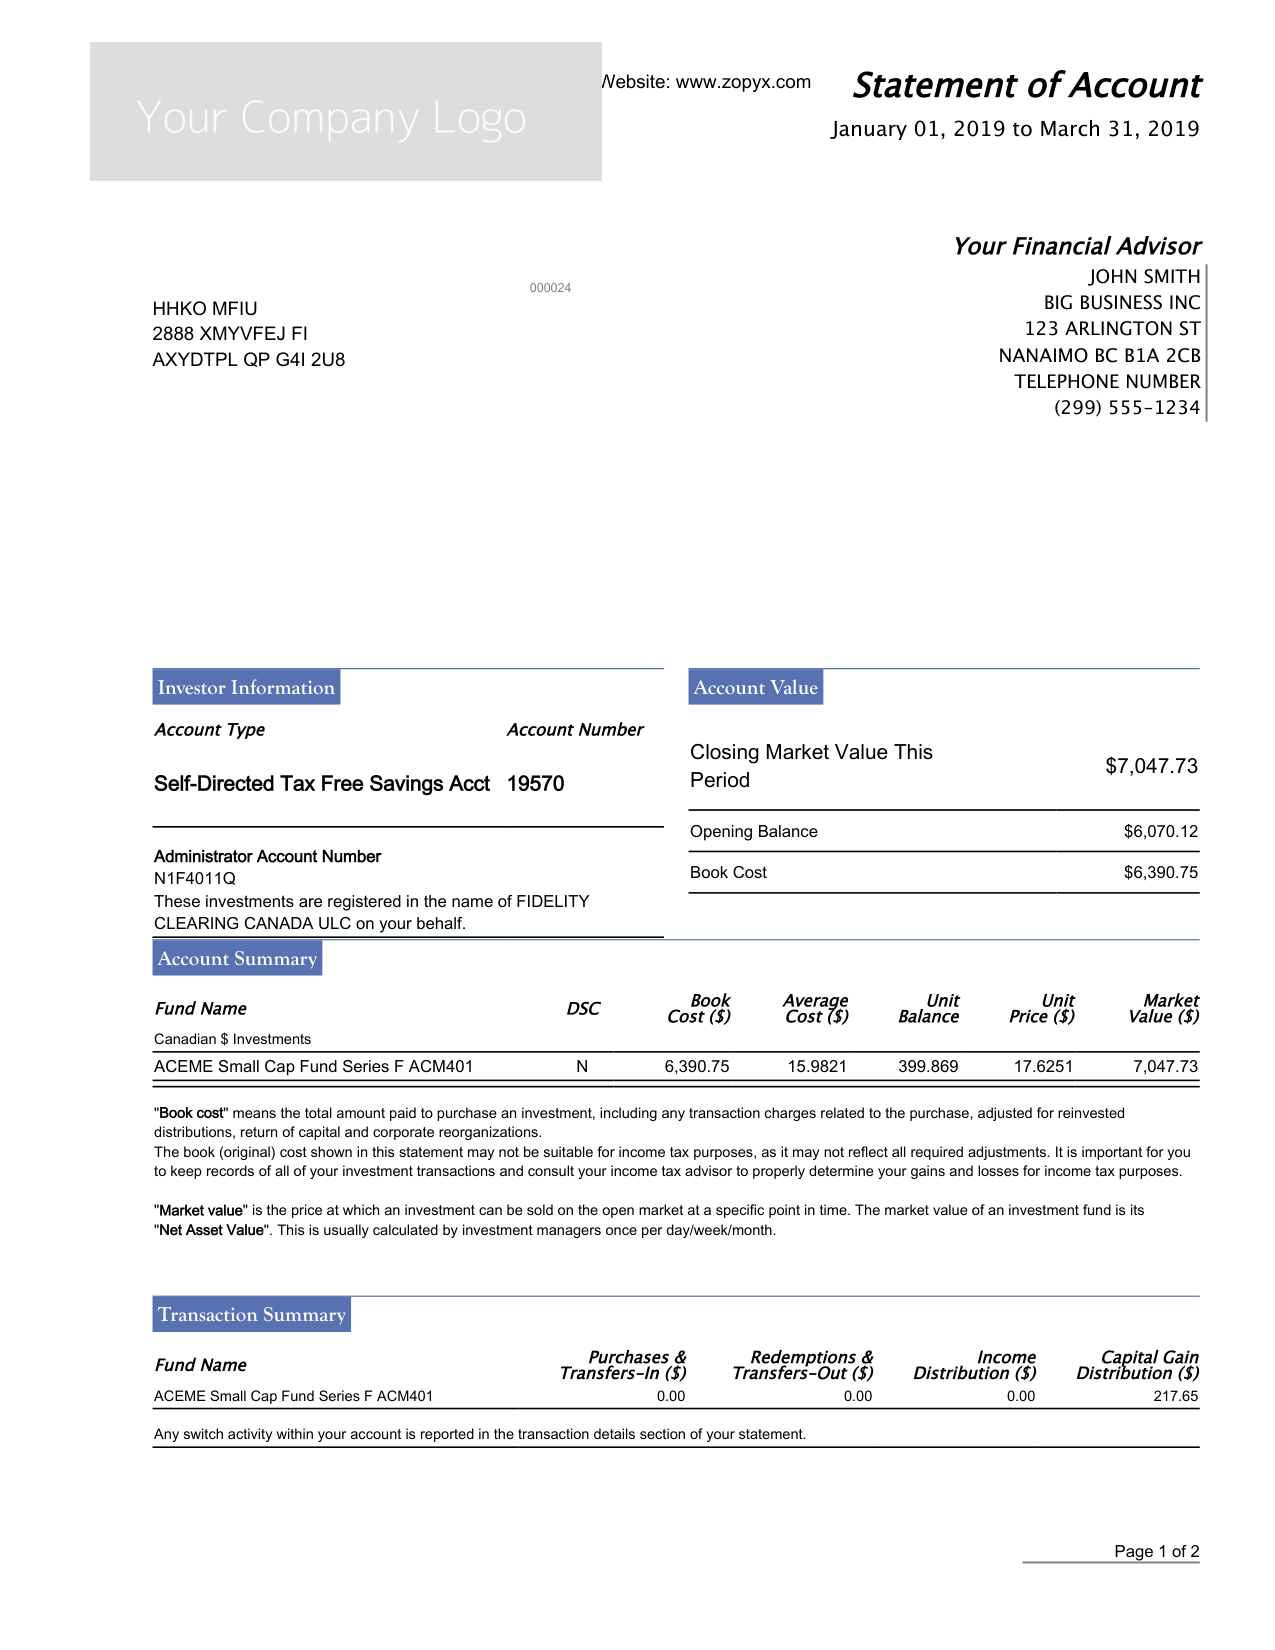 Your Company Logo
Website: www.zopyx.com
Statement of Account
January 01, 2019 to March 31, 2019
Your Financial Advisor
JOHN SMITH
BIG BUSINESS INC
123 ARLINGTON ST
NANAIMO BC B1A 2CB
TELEPHONE NUMBER
(299) 555-1234
000024
HHKO MFIU
2888 XMYVFEJ FI
AXYDTPL QP G4I 2U8
Investor Information
Account Type Account Number
Self-Directed Tax Free Savings Acct 19570
Administrator Account Number
N1F4011Q
These investments are registered in the name of FIDELITY
CLEARING CANADA ULC on your behalf.
Account Value
Closing Market Value This
Period $7,047.73
Opening Balance $6,070.12
Book Cost $6,390.75
Account Summary
Fund Name DSC Book Cost ($) Average Cost ($) Unit Balance Unit Price ($) Market Value ($)
Canadian $ Investments
ACEME Small Cap Fund Series F ACM401 N 6,390.75 15.9821 399.869 17.6251 7,047.73
"Book cost" means the total amount paid to purchase an investment, including any transaction charges related to the purchase, adjusted for reinvested
distributions, return of capital and corporate reorganizations.
The book (original) cost shown in this statement may not be suitable for income tax purposes, as it may not reflect all required adjustments. It is important for you
to keep records of all of your investment transactions and consult your income tax advisor to properly determine your gains and losses for income tax purposes.
"Market value" is the price at which an investment can be sold on the open market at a specific point in time. The market value of an investment fund is its
"Net Asset Value". This is usually calculated by investment managers once per day/week/month.
Transaction Summary
Fund Name Purchases & Transfers-In ($) Redemptions & Transfers-Out ($) Income Distribution ($) Capital Gain Distribution ($)
ACEME Small Cap Fund Series F ACM401 0.00 0.00 0.00 217.65
Any switch activity within your account is reported in the transaction details section of your statement.
Page 1 of 2